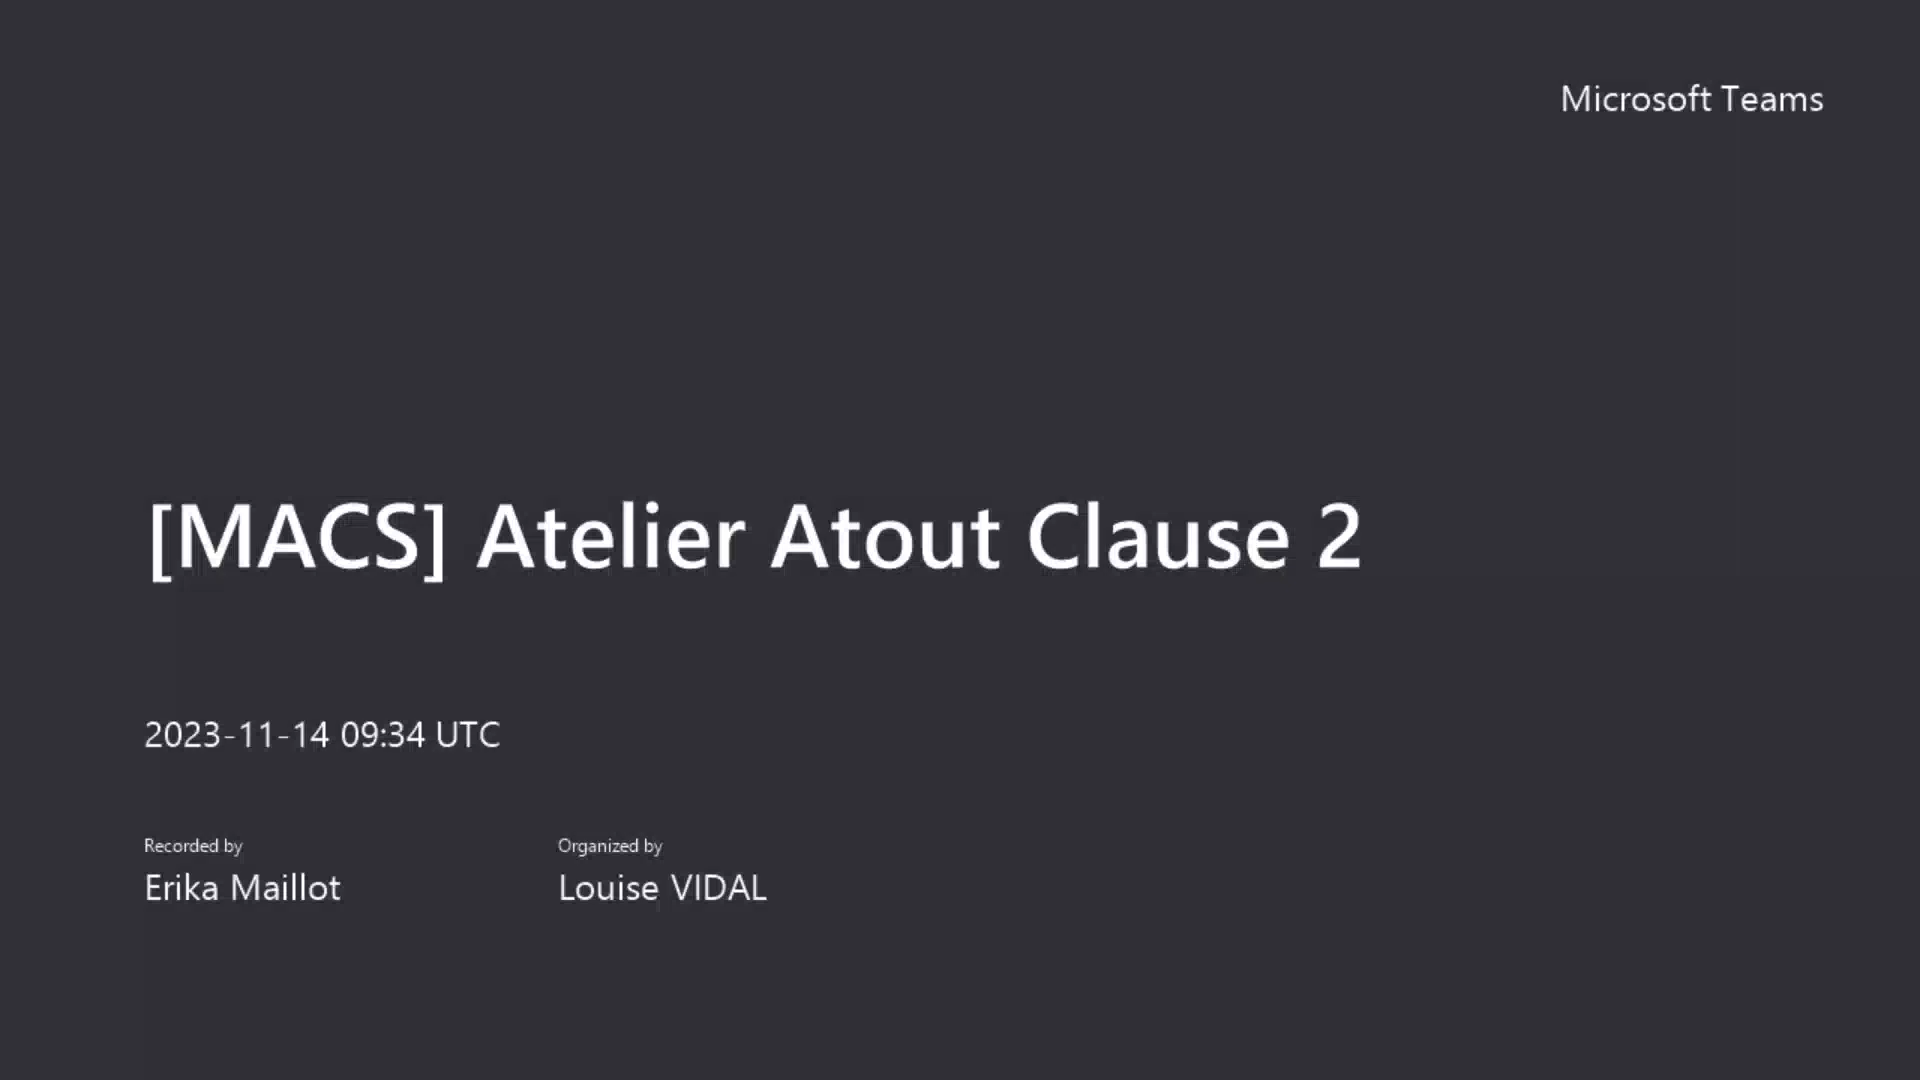 Microsoft Teams
[MACS] Atelier Atout Clause 2
2023-11-14 09:34 UTC
Recorded by
Organized by
Erika Maillot
Louise VIDAL